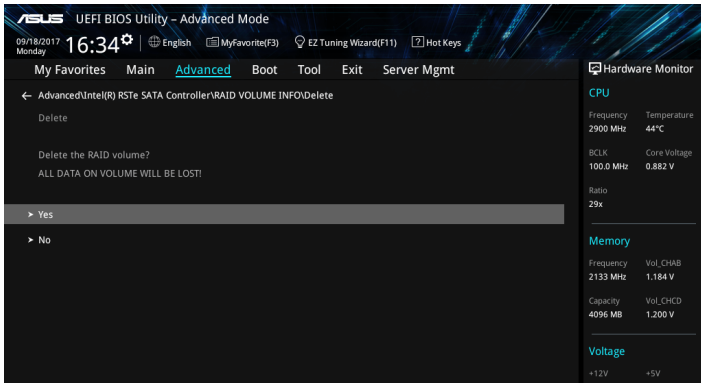 ASUS UEFI BIOS Utility – Advanced Mode
09/18/2017 Monday 16:34 English MyFavorite(F3) EZ Tuning Wizard(F11) ? Hot Keys
My Favorites Main Advanced Boot Tool Exit Server Mgmt
Advanced\Intel(R) RSTe SATA Controller\RAID VOLUME INFO\Delete
Delete
Delete the RAID volume?
ALL DATA ON VOLUME WILL BE LOST!
Yes
No
Hardware Monitor
CPU
Frequency Temperature
2900 MHz 44°C
BCLK Core Voltage
100.0 MHz 0.882 V
Ratio
29x
Memory
Frequency Vol_CHAB
2133 MHz 1.184 V
Capacity Vol_CHCD
4096 MB 1.200 V
Voltage
+12V +5V